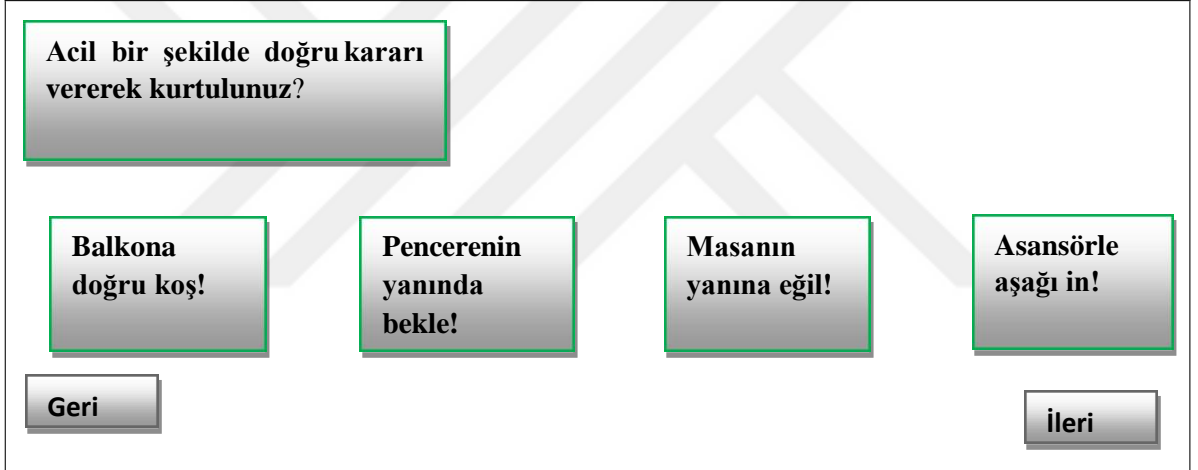 Acil bir şekilde doğru kararı
vererek kurtulunuz?
Balkona
doğru koş!
Pencerenin
yanında
bekle!
Masanın
yanına eğil!
Asansörle
aşağı in!
Geri
İleri